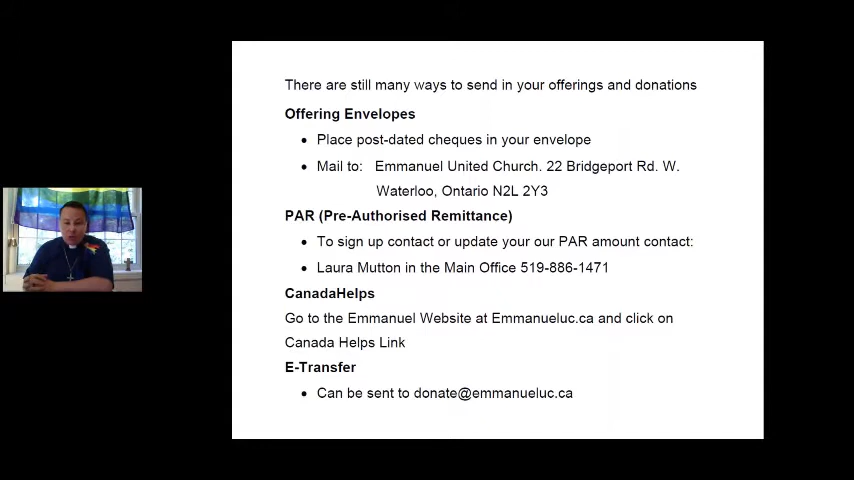 There are still many ways to send in your offerings and donations
Offering Envelopes
• Place post-dated cheques in your envelope
• Mail to: Emmanuel United Church. 22 Bridgeport Rd. W.
Waterloo, Ontario N2L 2Y3
PAR (Pre-Authorised Remittance)
• To sign up contact or update your our PAR amount contact:
• Laura Mutton in the Main Office 519-886-1471
CanadaHelps
Go to the Emmanuel Website at Emmanueluc.ca and click on
Canada Helps Link
E-Transfer
• Can be sent to donate@emmanueluc.ca